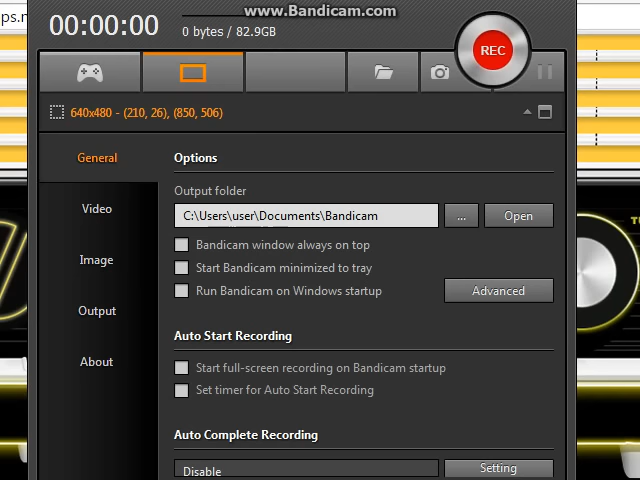 ps.n
www.Bandicam.com
00:00:00
0 bytes / 82.9GB
REC
640x480 - (210, 26), (850, 506)
General
Video
Image
Output
About
Options
Output folder
C:\Users\user\Documents\Bandicam
...
Open
Bandicam window always on top
Start Bandicam minimized to tray
Run Bandicam on Windows startup
Advanced
Auto Start Recording
Start full-screen recording on Bandicam startup
Set timer for Auto Start Recording
Auto Complete Recording
Disable
Setting